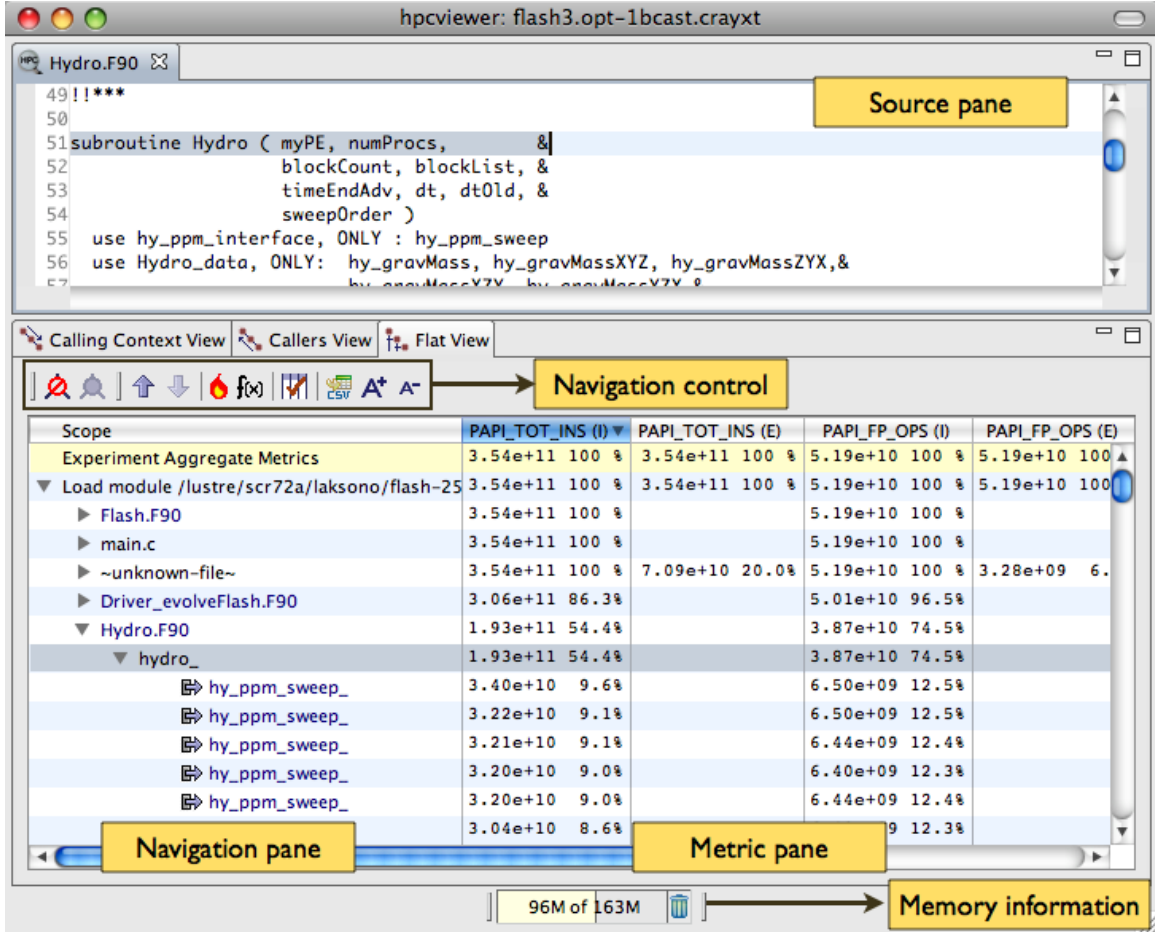 hpcviewer: flash3.opt-1bcast.crayxt
Hydro.F90
Source pane
49 !!***
50
51 subroutine Hydro ( myPE, numProcs, &
52 blockCount, blockList, &
53 timeEndAdv, dt, dtOld, &
54 sweepOrder )
55 use hy_ppm_interface, ONLY : hy_ppm_sweep
56 use Hydro_data, ONLY: hy_gravMass, hy_gravMassXYZ, hy_gravMassZYX,&
57
Calling Context View Callers View Flat View
f(x) CSV A+ A-
Navigation control
Scope PAPI_TOT_INS (I) PAPI_TOT_INS (E) PAPI_FP_OPS (I) PAPI_FP_OPS (E)
Experiment Aggregate Metrics 3.54e+11 100 % 3.54e+11 100 % 5.19e+10 100 % 5.19e+10 100
Load module /lustre/scr72a/laksono/flash-25 3.54e+11 100 % 3.54e+11 100 % 5.19e+10 100 % 5.19e+10 100
Flash.F90 3.54e+11 100 % 5.19e+10 100 %
main.c 3.54e+11 100 % 5.19e+10 100 %
~unknown-file~ 3.54e+11 100 % 7.09e+10 20.0% 5.19e+10 100 % 3.28e+09 6.
Driver_evolveFlash.F90 3.06e+11 86.3% 5.01e+10 96.5%
Hydro.F90 1.93e+11 54.4% 3.87e+10 74.5%
hydro_ 1.93e+11 54.4% 3.87e+10 74.5%
hy_ppm_sweep_ 3.40e+10 9.6% 6.50e+09 12.5%
hy_ppm_sweep_ 3.22e+10 9.1% 6.50e+09 12.5%
hy_ppm_sweep_ 3.21e+10 9.1% 6.44e+09 12.4%
hy_ppm_sweep_ 3.20e+10 9.0% 6.40e+09 12.3%
hy_ppm_sweep_ 3.20e+10 9.0% 6.44e+09 12.4%
3.04e+10 8.6% 9 12.3%
Navigation pane
Metric pane
96M of 163M
Memory information